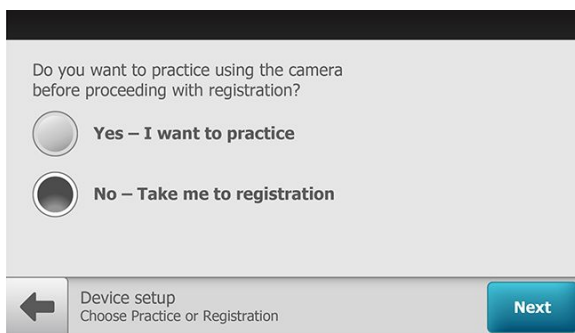 Do you want to practice using the camera
before proceeding with registration?
Yes – I want to practice
No – Take me to registration
Device setup
Choose Practice or Registration
Next